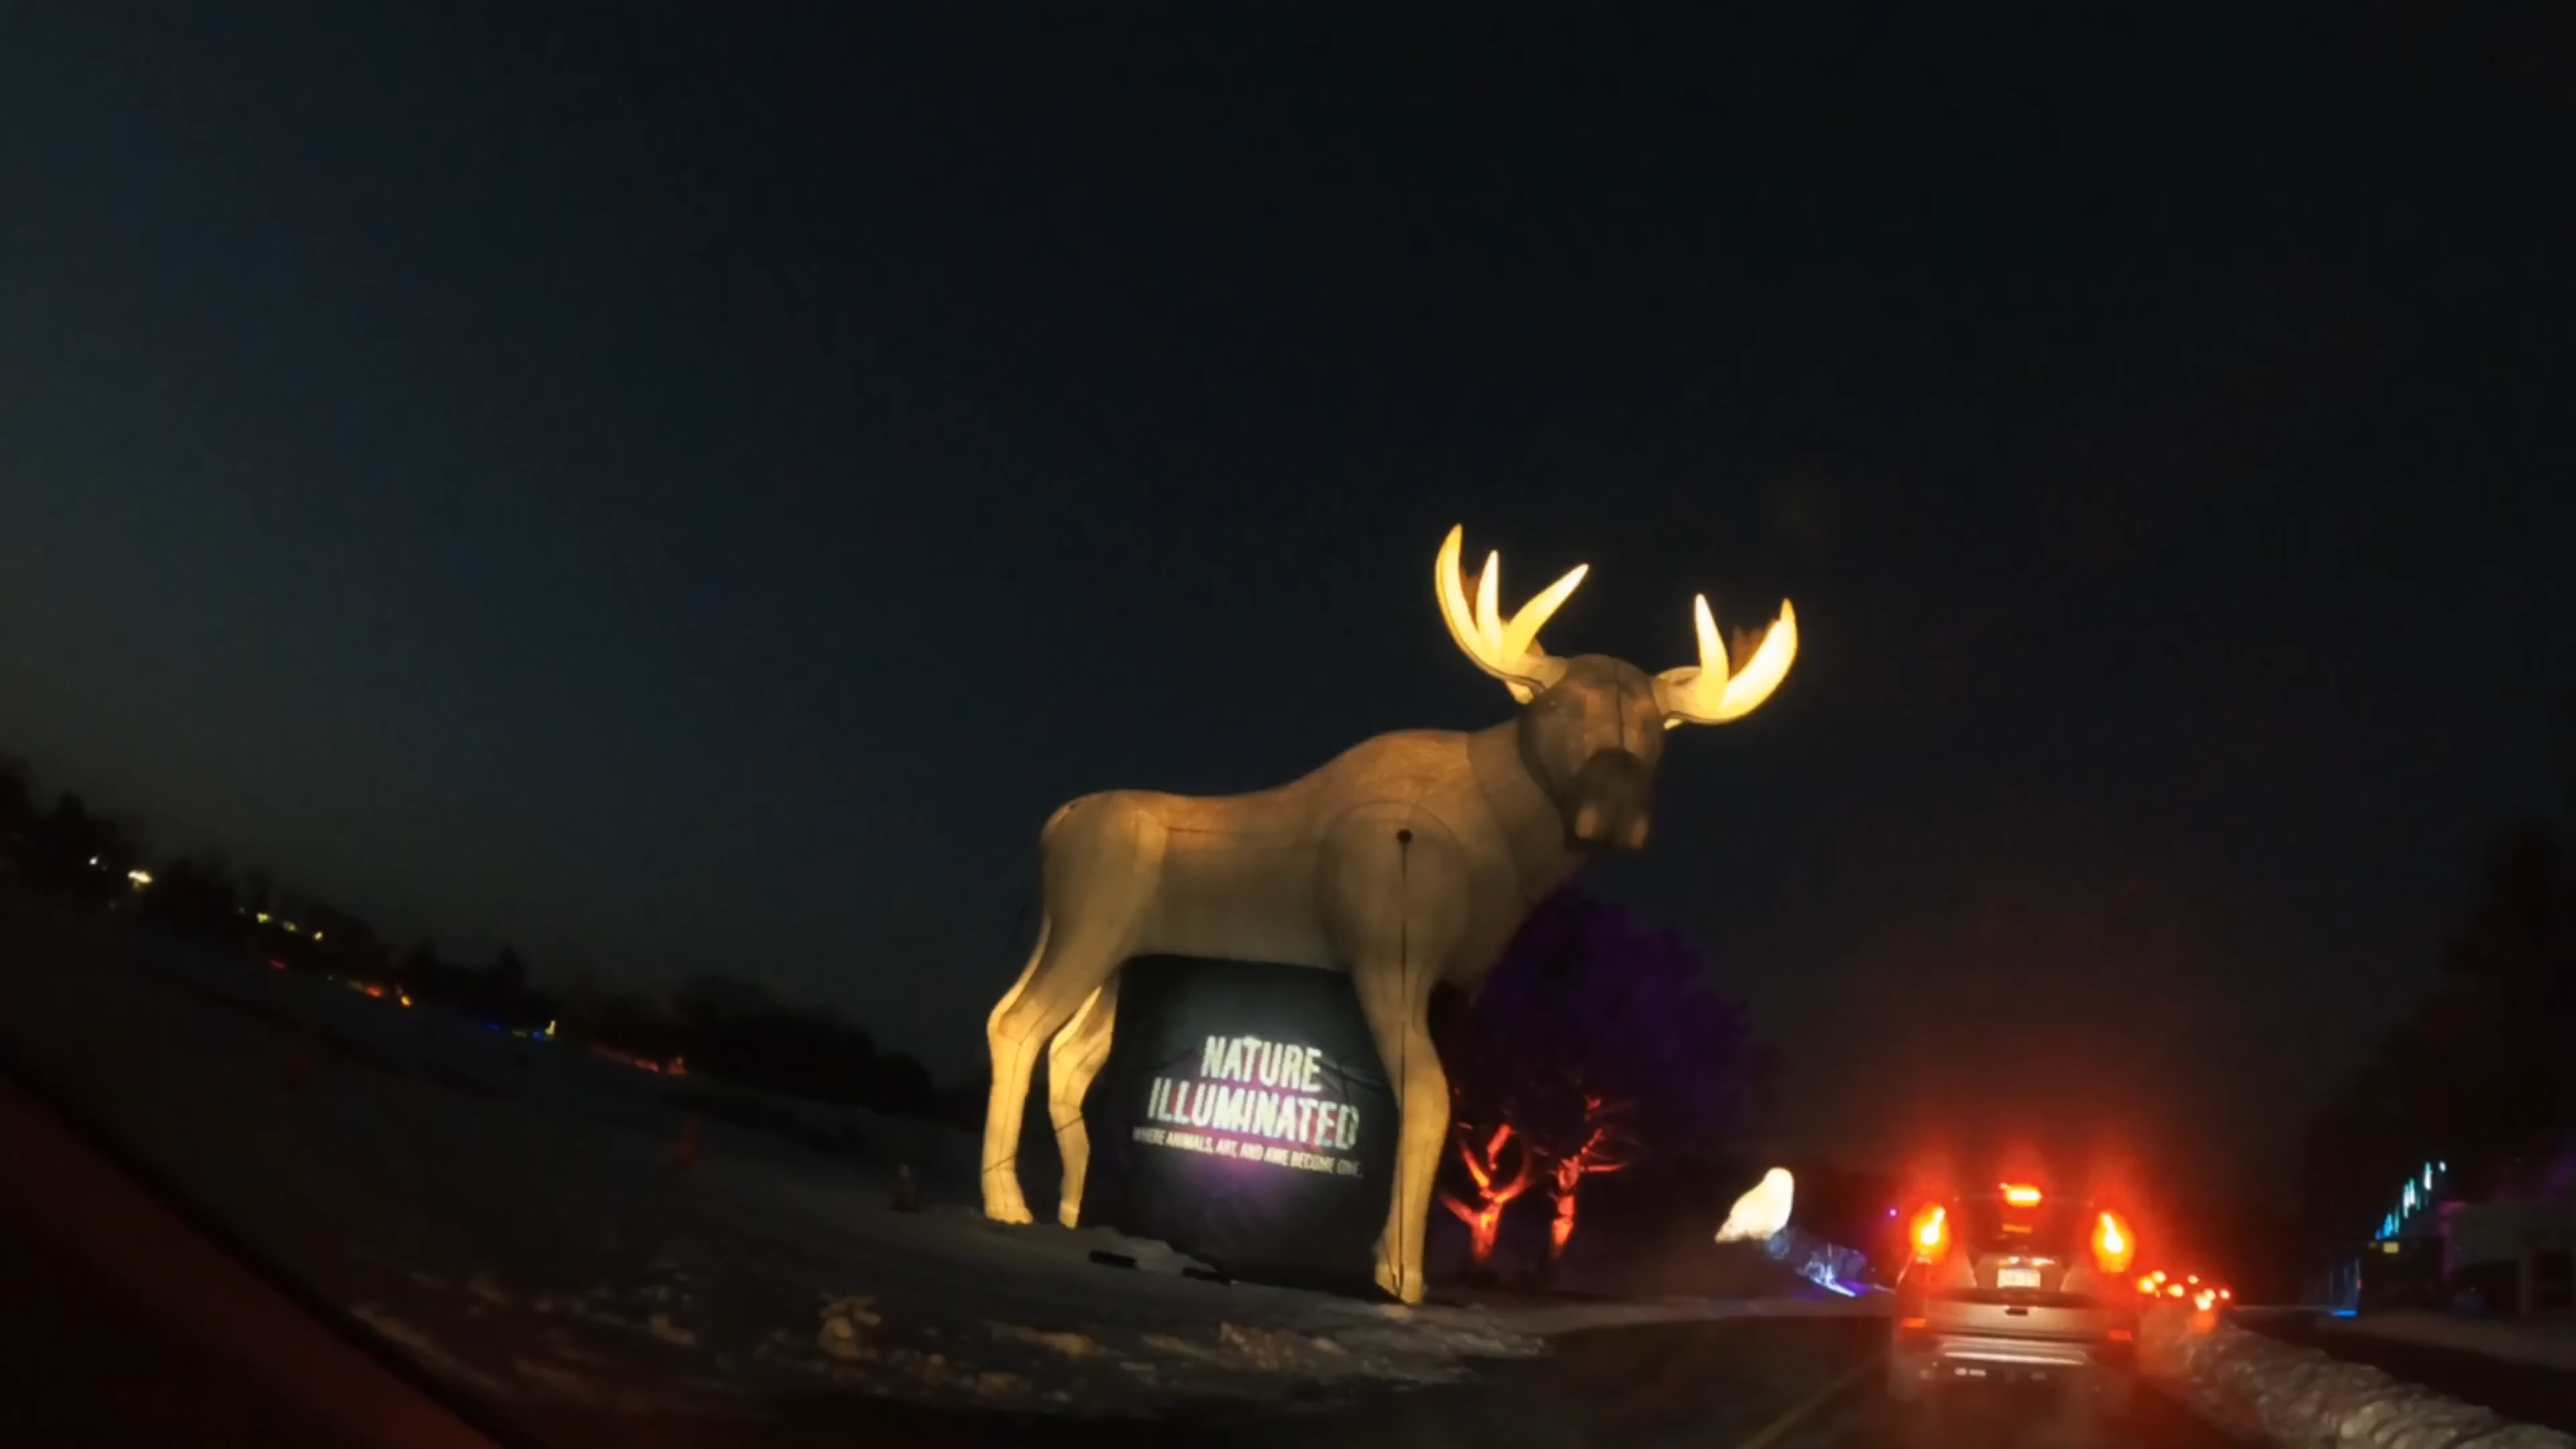 NATURE
ILLUMINATED
WHERE ANIMALS, ART, AND AWE BECOME ONE.